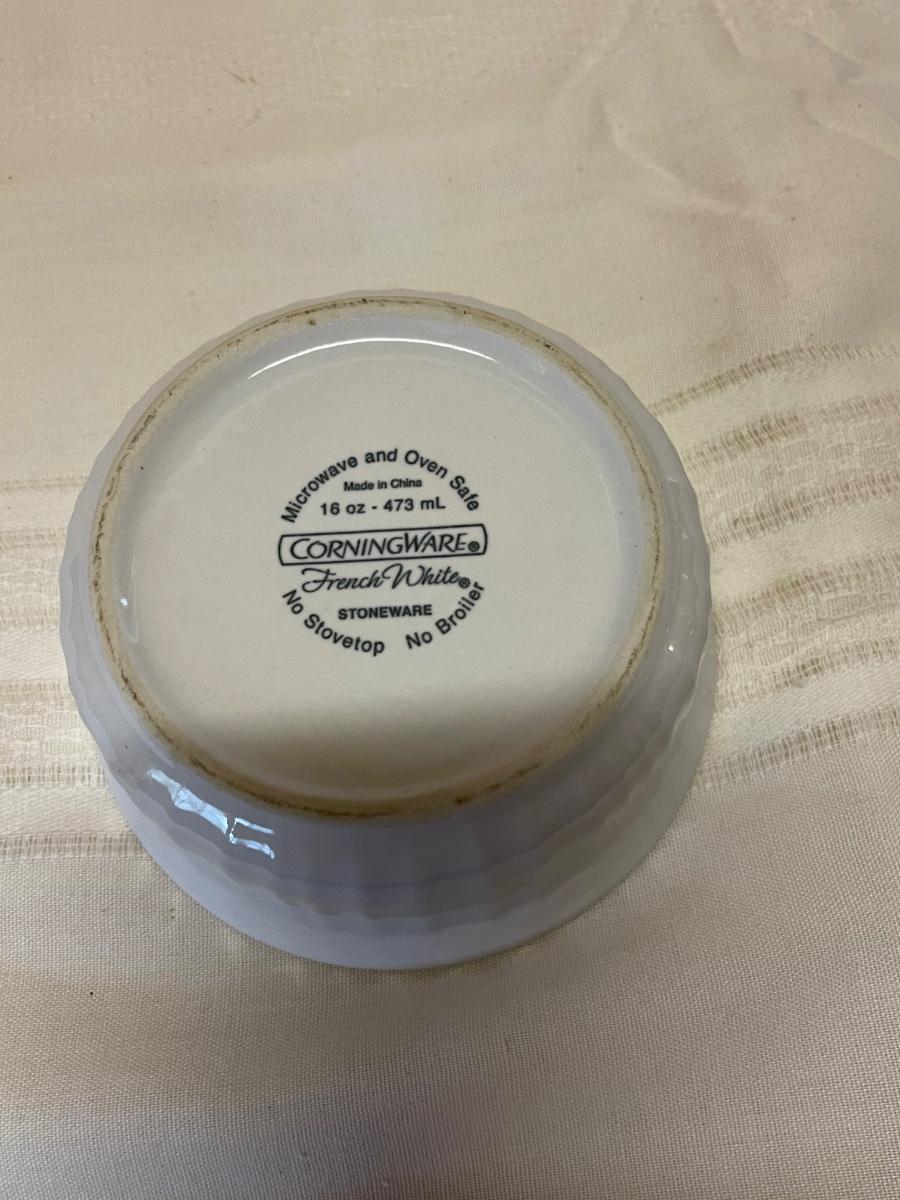 Microwave and Oven Safe
Made in China
16 oz - 473 mL
CORNINGWARE®
French White®
STONEWARE
No Stovetop No Broiler